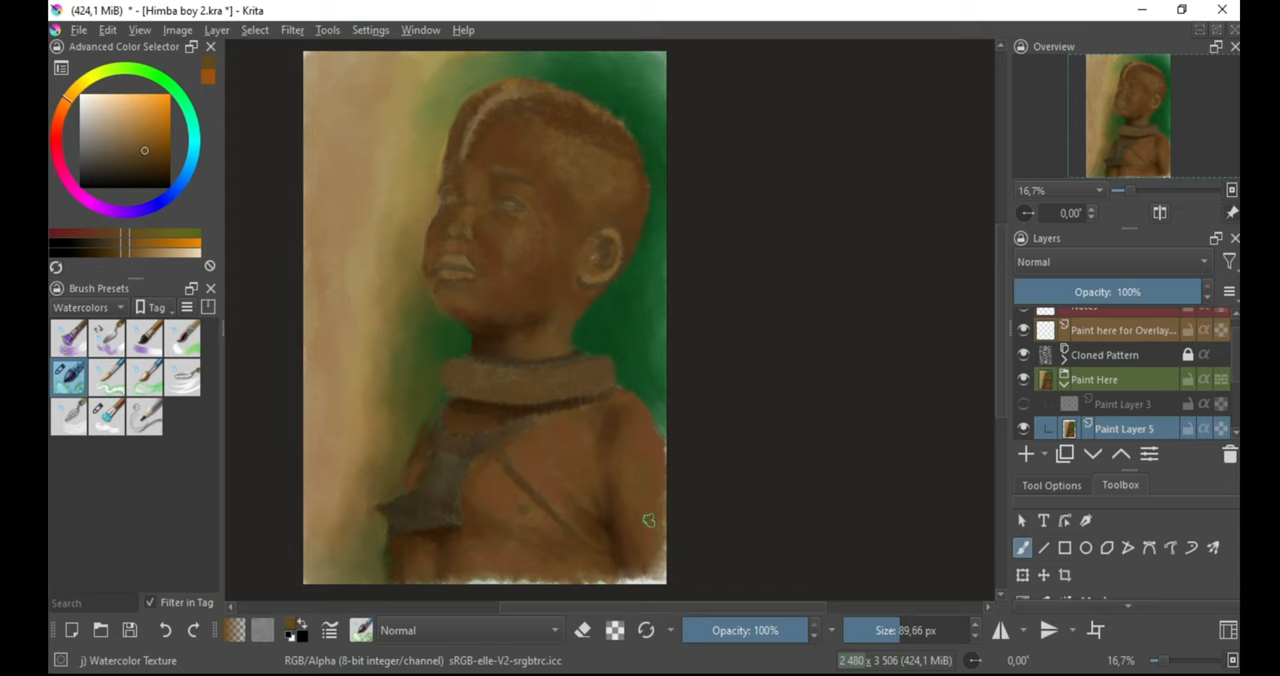 (424,1 MiB) * - [Himba boy 2.kra *] - Krita
File Edit View Image Layer Select Filter Tools Settings Window Help
Advanced Color Selector
Overview
16,7%
0,00°
Layers
Normal
Opacity: 100%
Paint here for Overlay...
Cloned Pattern
Paint Here
Paint Layer 3
Paint Layer 5
Brush Presets
Watercolors
Tag
Tool Options Toolbox
T
Search
Filter in Tag
Normal
Opacity: 100%
Size: 89,66 px
j) Watercolor Texture
RGB/Alpha (8-bit integer/channel) sRGB-elle-V2-srgbtrc.icc
2 480 x 3 506 (424,1 MiB)
0,00°
16,7%